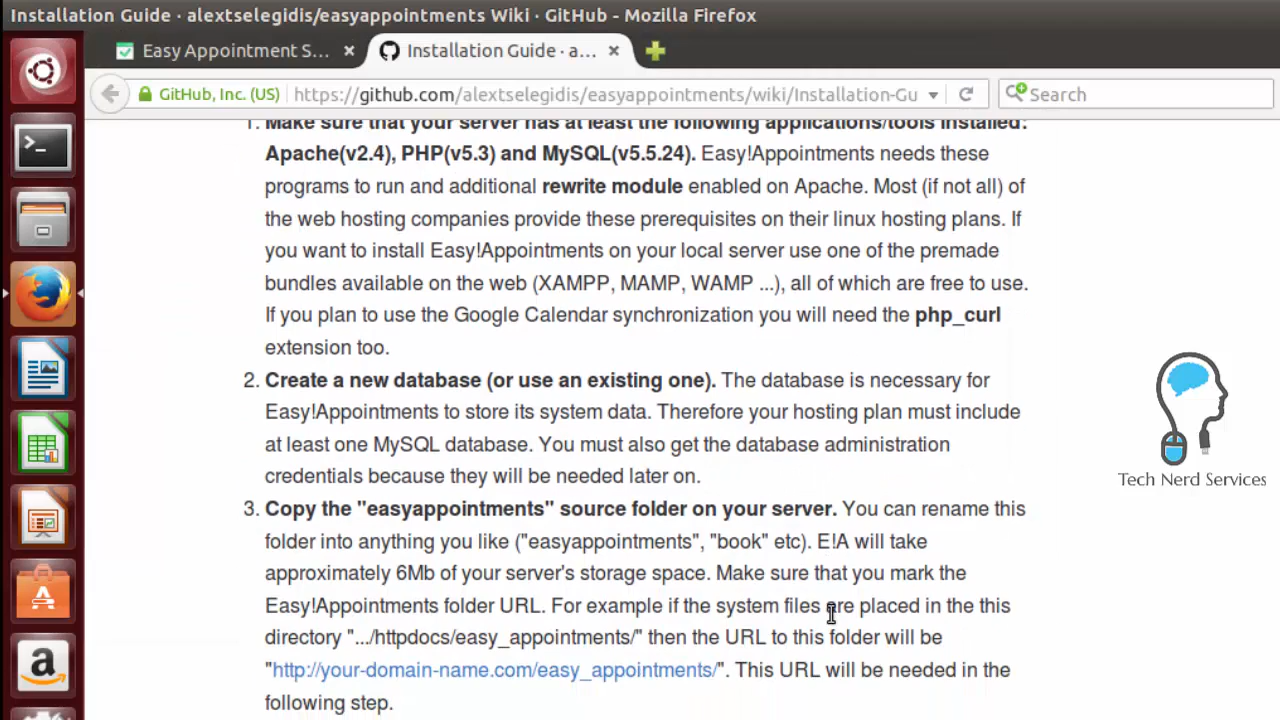 Installation Guide · alextselegidis/easyappointments Wiki · GitHub - Mozilla Firefox
Easy Appointment S...
Installation Guide · a...
GitHub, Inc. (US)
https://github.com/alextselegidis/easyappointments/wiki/Installation-Gu
Search
1. Make sure that your server has at least the following applications/tools installed:
Apache(v2.4), PHP(v5.3) and MySQL(v5.5.24). Easy!Appointments needs these
programs to run and additional rewrite module enabled on Apache. Most (if not all) of
the web hosting companies provide these prerequisites on their linux hosting plans. If
you want to install Easy!Appointments on your local server use one of the premade
bundles available on the web (XAMPP, MAMP, WAMP ...), all of which are free to use.
If you plan to use the Google Calendar synchronization you will need the php_curl
extension too.
2. Create a new database (or use an existing one). The database is necessary for
Easy!Appointments to store its system data. Therefore your hosting plan must include
at least one MySQL database. You must also get the database administration
credentials because they will be needed later on.
3. Copy the "easyappointments" source folder on your server. You can rename this
folder into anything you like ("easyappointments", "book" etc). E!A will take
approximately 6Mb of your server's storage space. Make sure that you mark the
Easy!Appointments folder URL. For example if the system files are placed in the this
directory ".../httpdocs/easy_appointments/" then the URL to this folder will be
"http://your-domain-name.com/easy_appointments/". This URL will be needed in the
following step.
Tech Nerd Services